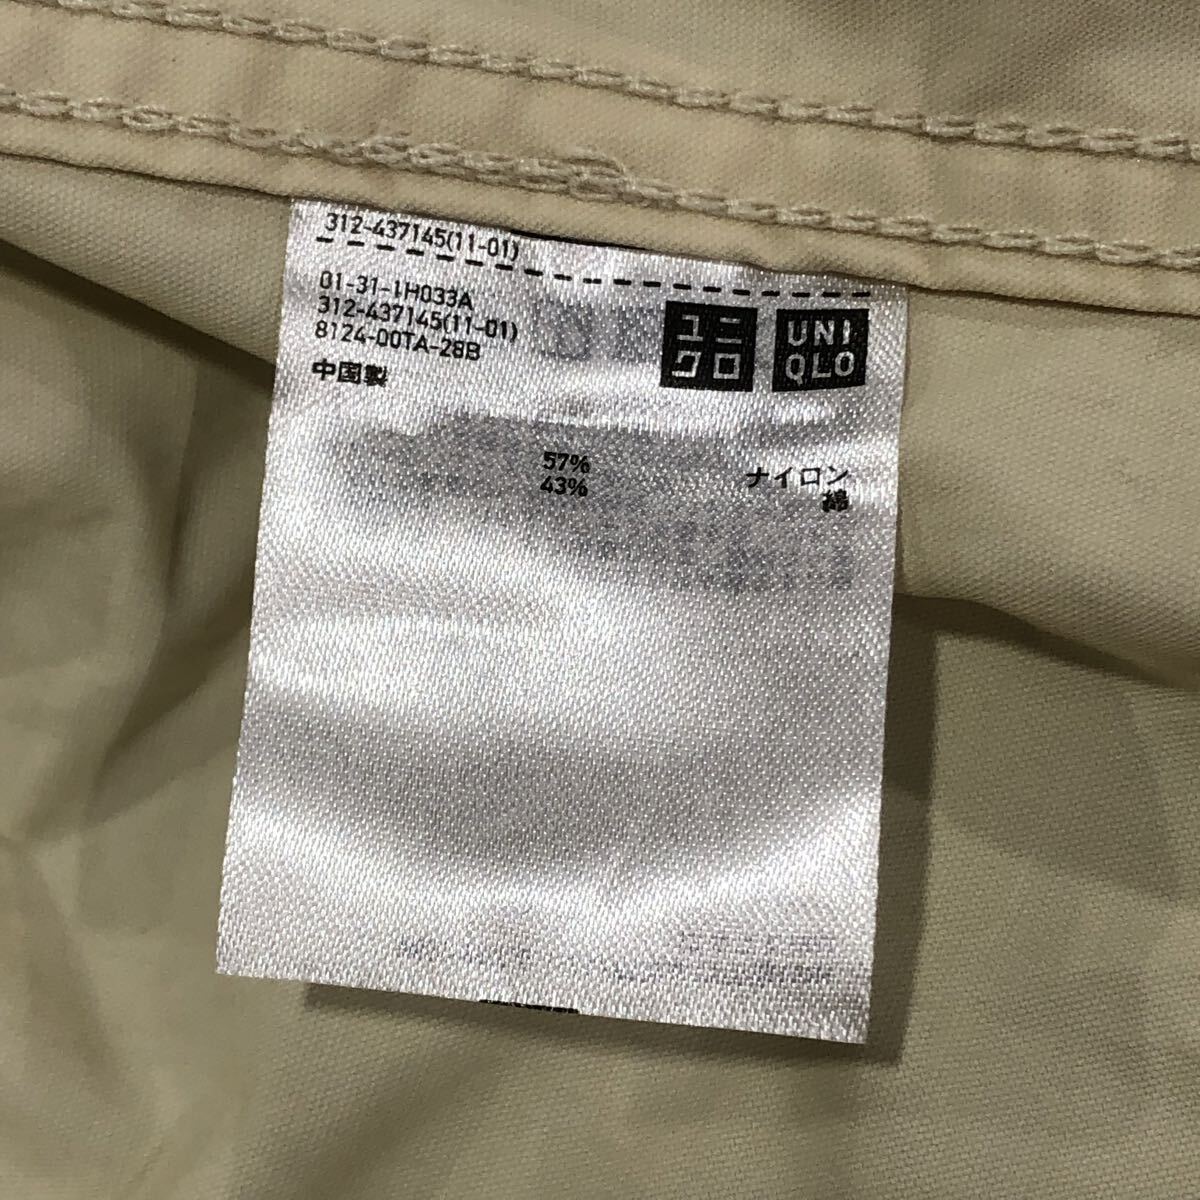 312-437145(11-01)
01-31-1H033A
312-437145(11-01)
8124-00TA-28B
中国製
ユニ
クロ
UNI
QLO
57% ナイロン
43% 綿